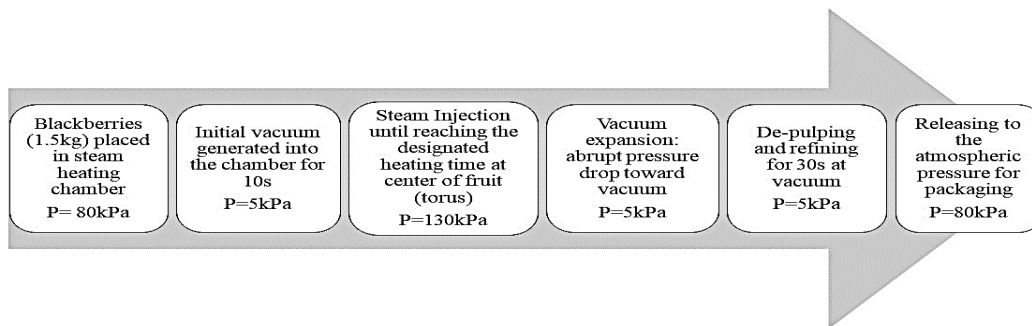 Blackberries
(1.5kg) placed
in steam
heating
chamber
P= 80kPa
Initial vacuum
generated into
the chamber for
10s
P=5kPa
Steam Injection
until reaching the
designated
heating time at
center of fruit
(torus)
P=130kPa
Vacuum
expansion:
abrupt pressure
drop toward
vacuum
P=5kPa
De-pulping
and refining
for 30s at
vacuum
P=5kPa
Releasing to
the
atmospheric
pressure for
packaging
P=80kPa